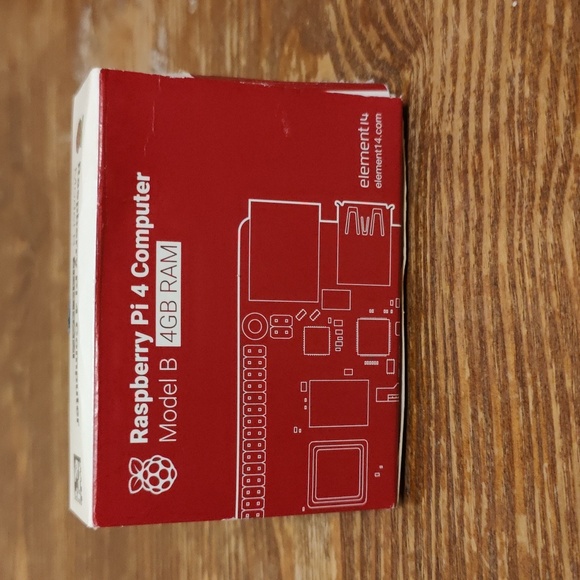 Raspberry Pi 4 Computer
Model B 4GB RAM
element14
element14.com